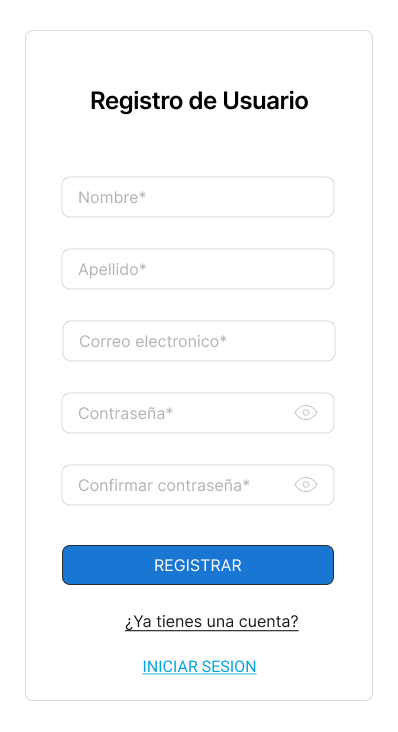 Registro de Usuario
Nombre*
Apellido*
Correo electronico*
Contraseña*
Confirmar contraseña*
REGISTRAR
¿Ya tienes una cuenta?
INICIAR SESION